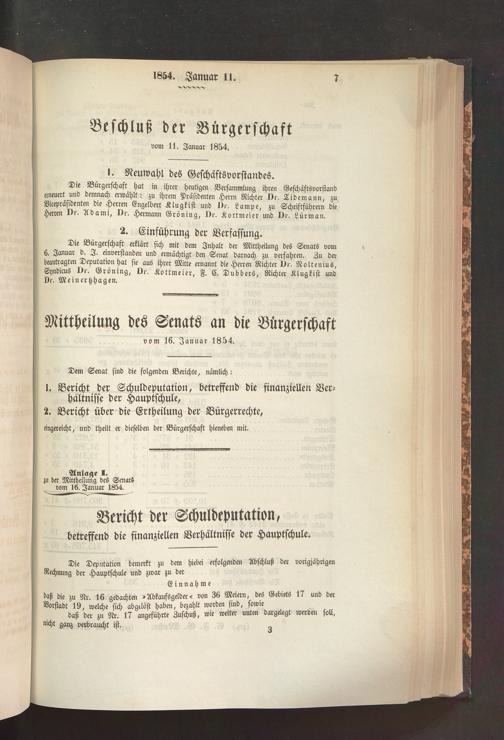 1854. Januar 11.
7
Beschluß der Bürgerschaft
vom 11. Januar 1854.
1. Neuwahl des Geschäftsvorstandes.
Die Bürgerschaft hat in ihrer heutigen Versammlung ihren Geschäftsvorstand
erneuert und demnach erwählt: zu ihrem Präsidenten Herrn Richter Dr. Tidemann, zu
Vicepräsidenten die Herren Engelbert Klugkist und Dr. Lampe, zu Schriftführern die
Herren Dr. Adami, Dr. Hermann Gröning, Dr. Kottmeier und Dr. Lürman.
2. Einführung der Verfassung.
Die Bürgerschaft erklärt sich mit dem Inhalt der Mittheilung des Senats vom
6. Januar d. J. einverstanden und ermächtigt den Senat darnach zu verfahren. Zu der
beantragten Deputation hat sie aus ihrer Mitte ernannt die Herren Richter Dr. Noltenius,
Syndicus Dr. Gröning, Dr. Kottmeier, F. C. Dubbers, Richter Klugkist und
Dr. Meinertzhagen.
Mittheilung des Senats an die Bürgerschaft
vom 16. Januar 1854.
Dem Senat sind die folgenden Berichte, nämlich:
1. Bericht der Schuldeputation, betreffend die finanziellen Ver-
hältnisse der Hauptschule,
2. Bericht über die Ertheilung der Bürgerrechte,
eingereicht, und theilt er dieselben der Bürgerschaft hieneben mit.
Anlage I.
zu der Mittheilung des Senats
vom 16. Januar 1854.
Bericht der Schuldeputation,
betreffend die finanziellen Verhältnisse der Hauptschule.
Die Deputation bemerkt zu dem hiebei erfolgenden Abschluß der vorigjährigen
Rechnung der Hauptschule und zwar zu der
Einnahme
daß die zu Nr. 16 gedachten »Abkaufsgelder« von 36 Meiern, des Gebiets 17 und der
Vorstadt 19, welche sich abgelöst haben, bezahlt worden sind, sowie
daß der zu Nr. 17 angeführte Zuschuß, wie weiter unten dargelegt werden soll,
nicht ganz verbraucht ist.
3